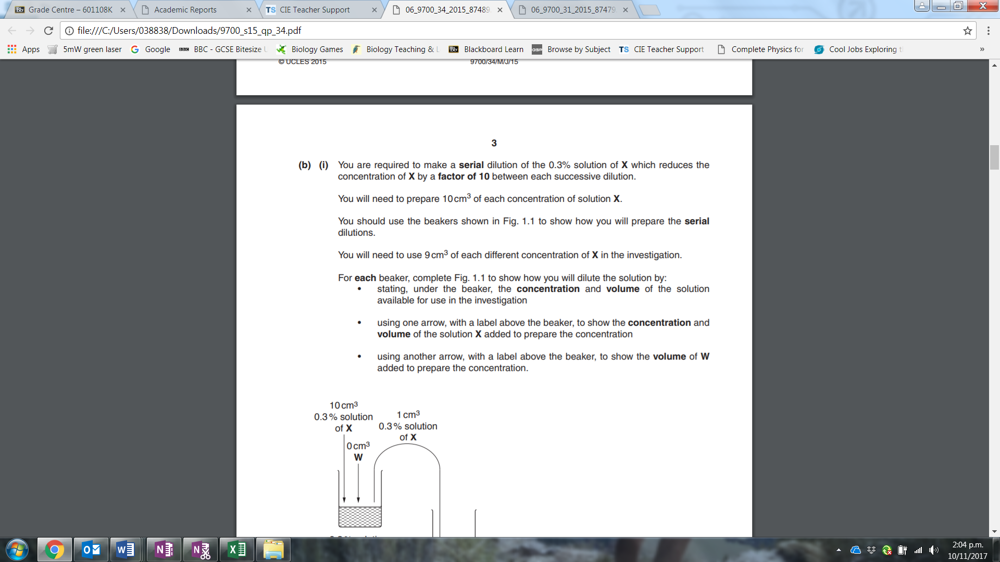 Grade Centre – 601108K
Academic Reports
CIE Teacher Support
06_9700_34_2015_87489
06_9700_31_2015_87479
file:///C:/Users/038838/Downloads/9700_s15_qp_34.pdf
Apps
5mW green laser
Google
BBC - GCSE Bitesize
Biology Games
Biology Teaching &
Blackboard Learn
Browse by Subject
CIE Teacher Support
Complete Physics for
Cool Jobs Exploring
© UCLES 2015
9700/34/M/J/15
3
(b) (i) You are required to make a serial dilution of the 0.3% solution of X which reduces the
concentration of X by a factor of 10 between each successive dilution.
You will need to prepare 10 cm³ of each concentration of solution X.
You should use the beakers shown in Fig. 1.1 to show how you will prepare the serial
dilutions.
You will need to use 9 cm³ of each different concentration of X in the investigation.
For each beaker, complete Fig. 1.1 to show how you will dilute the solution by:
• stating, under the beaker, the concentration and volume of the solution
available for use in the investigation
• using one arrow, with a label above the beaker, to show the concentration and
volume of the solution X added to prepare the concentration
• using another arrow, with a label above the beaker, to show the volume of W
added to prepare the concentration.
10 cm³
0.3% solution
of X
1 cm³
0.3% solution
of X
0 cm³
W
2:04 p.m.
10/11/2017